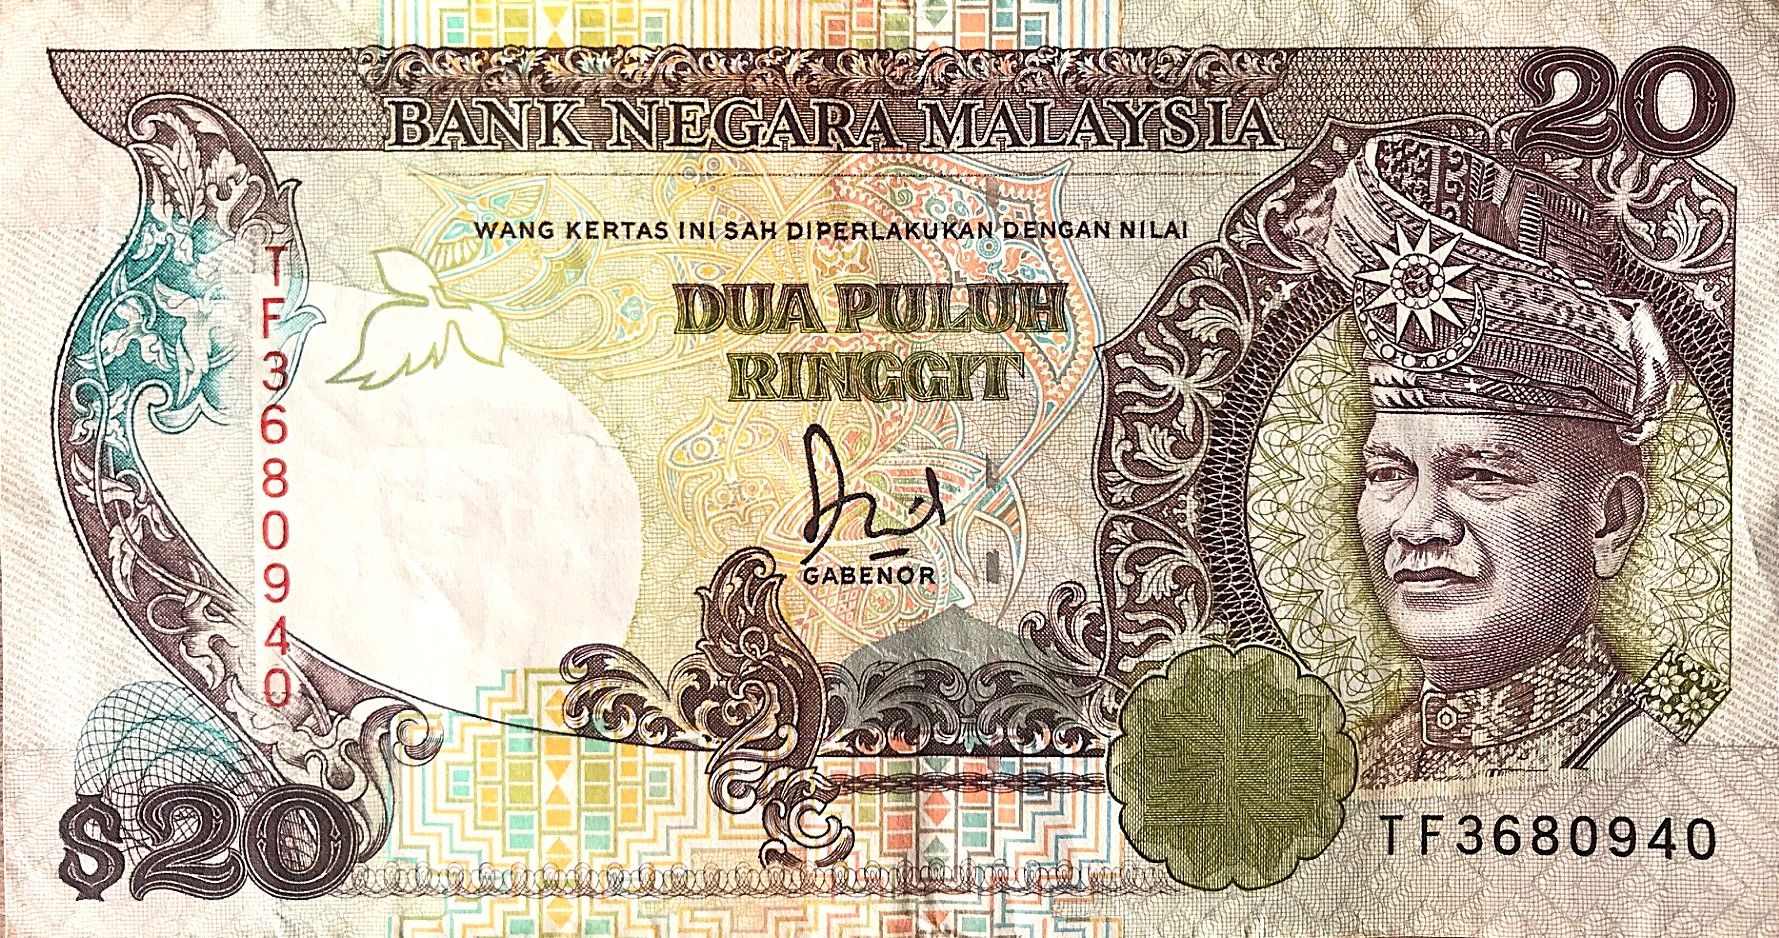 20
BANK NEGARA MALAYSIA
WANG KERTAS INI SAH DIPERLAKUKAN DENGAN NILAI
DUA PULUH
RINGGIT
TF3680940
GABENOR
$20
TF3680940